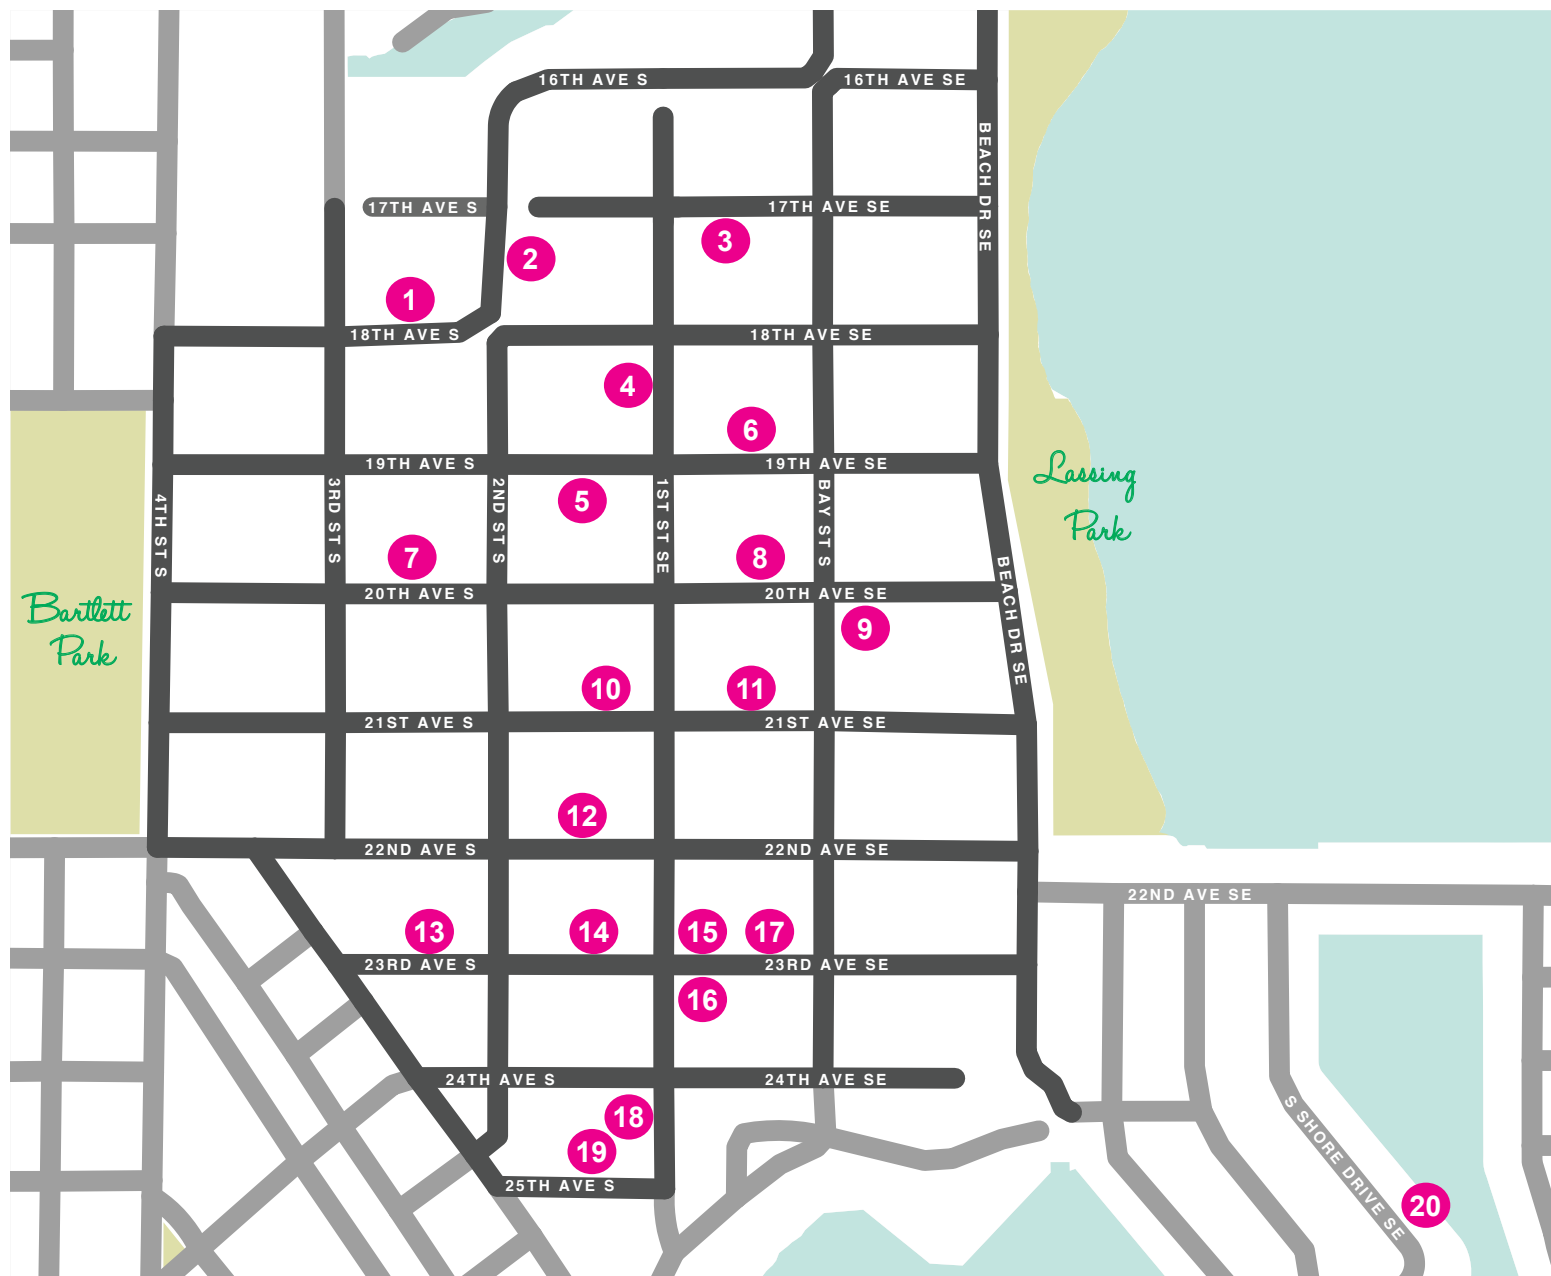 16TH AVE S
16TH AVE SE
BEACH DR SE
17TH AVE S
17TH AVE SE
3
2
1
18TH AVE S
18TH AVE SE
4
6
19TH AVE S
19TH AVE SE
Lassing
Park
4TH ST S
3RD ST S
2ND ST S
1ST ST SE
BAY ST S
5
7
8
BEACH DR SE
20TH AVE S
20TH AVE SE
Bartlett
Park
9
10
11
21ST AVE S
21ST AVE SE
12
22ND AVE S
22ND AVE SE
22ND AVE SE
13
14
15
17
23RD AVE S
23RD AVE SE
16
24TH AVE S
24TH AVE SE
18
19
25TH AVE S
S SHORE DRIVE SE
20